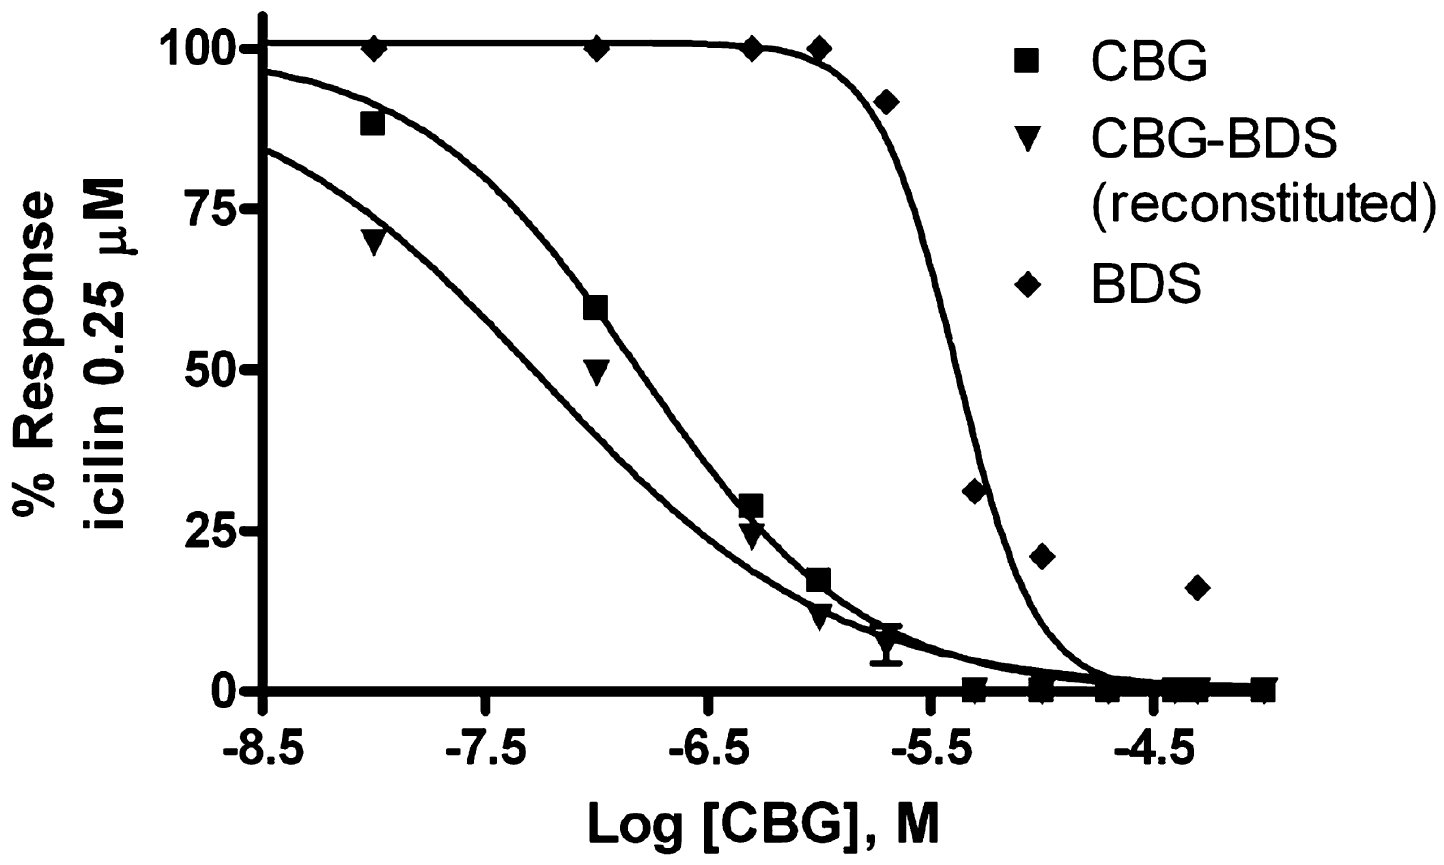 % Response
icilin 0.25 μM
100
75
50
25
0
-8.5
-7.5
-6.5
-5.5
-4.5
Log [CBG], M
CBG
CBG-BDS
(reconstituted)
BDS